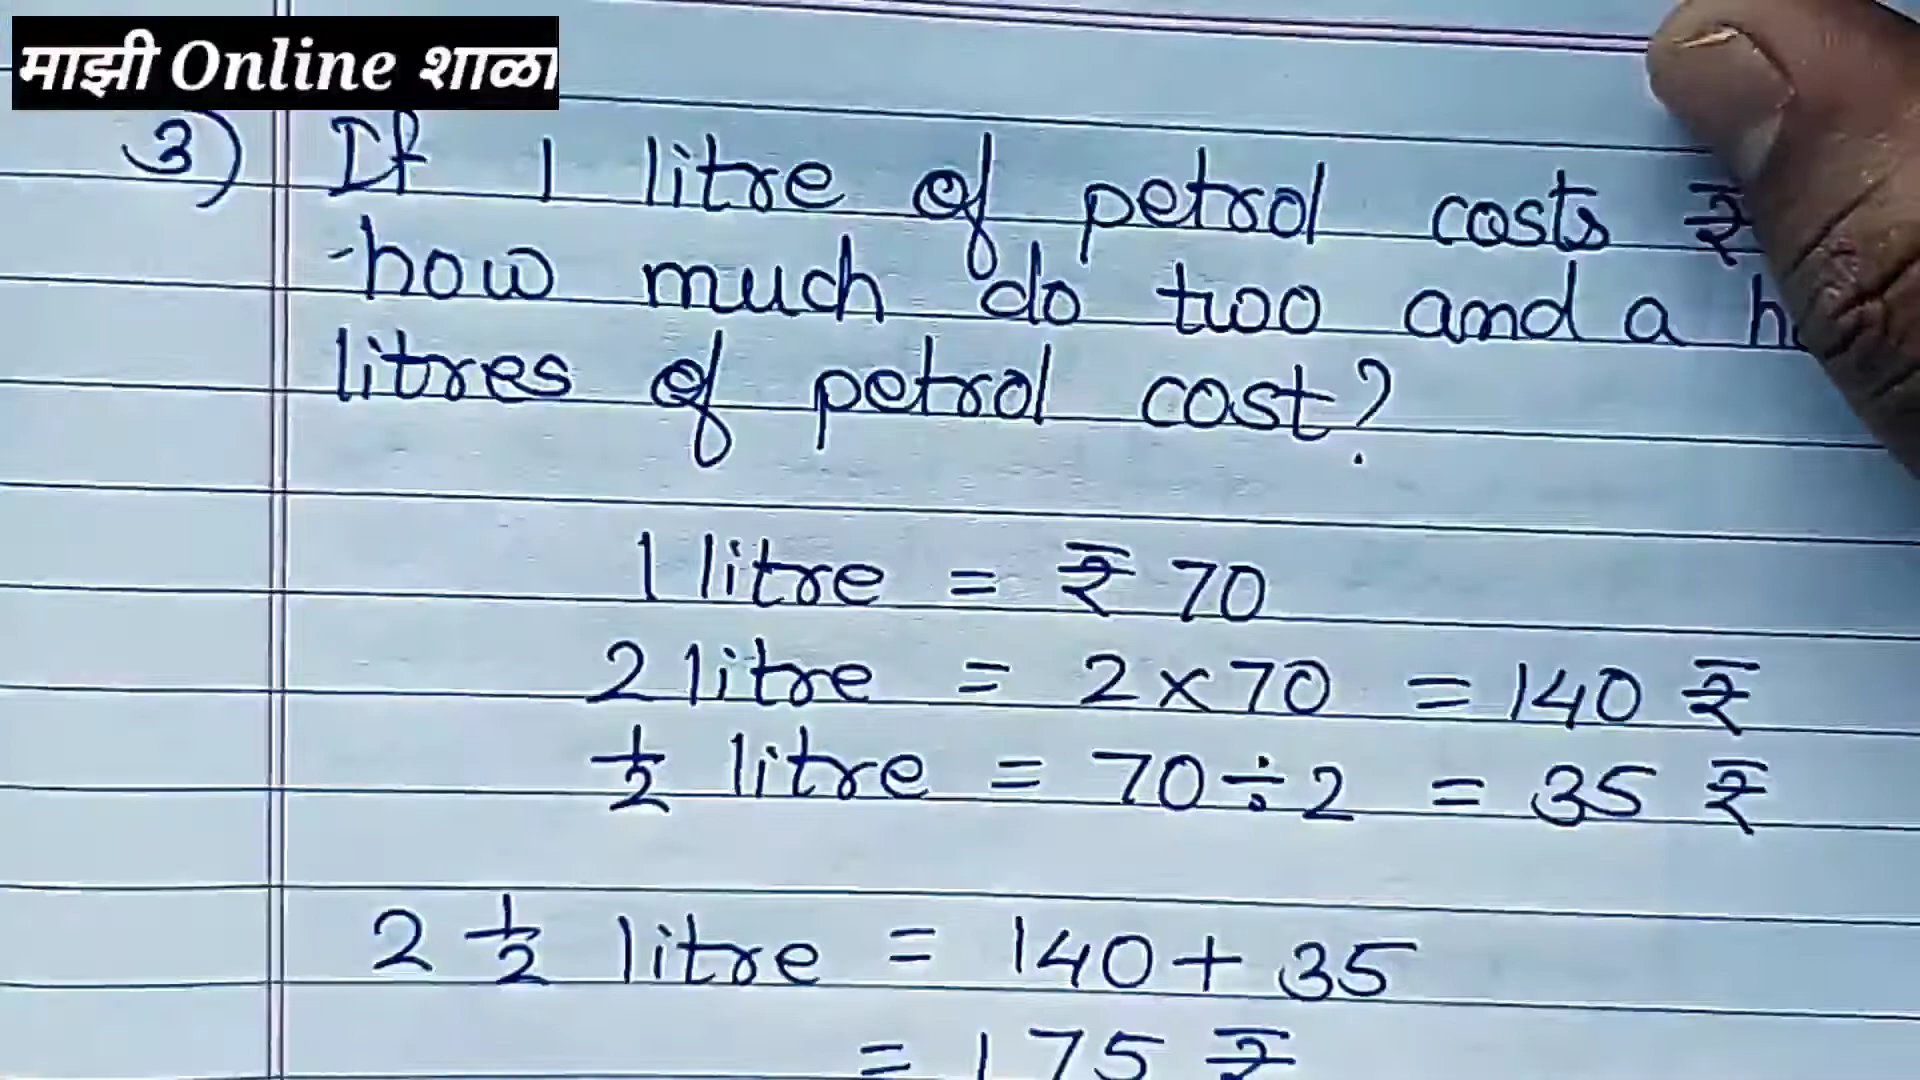 माझी Online शाळा
3) If 1 litre of petrol costs ₹
how much do two and a
litres of petrol cost?
1 litre = ₹ 70
2 litre = 2 × 70 = 140 ₹
1/2 litre = 70 ÷ 2 = 35 ₹
2 1/2 litre = 140 + 35
= 175 ₹